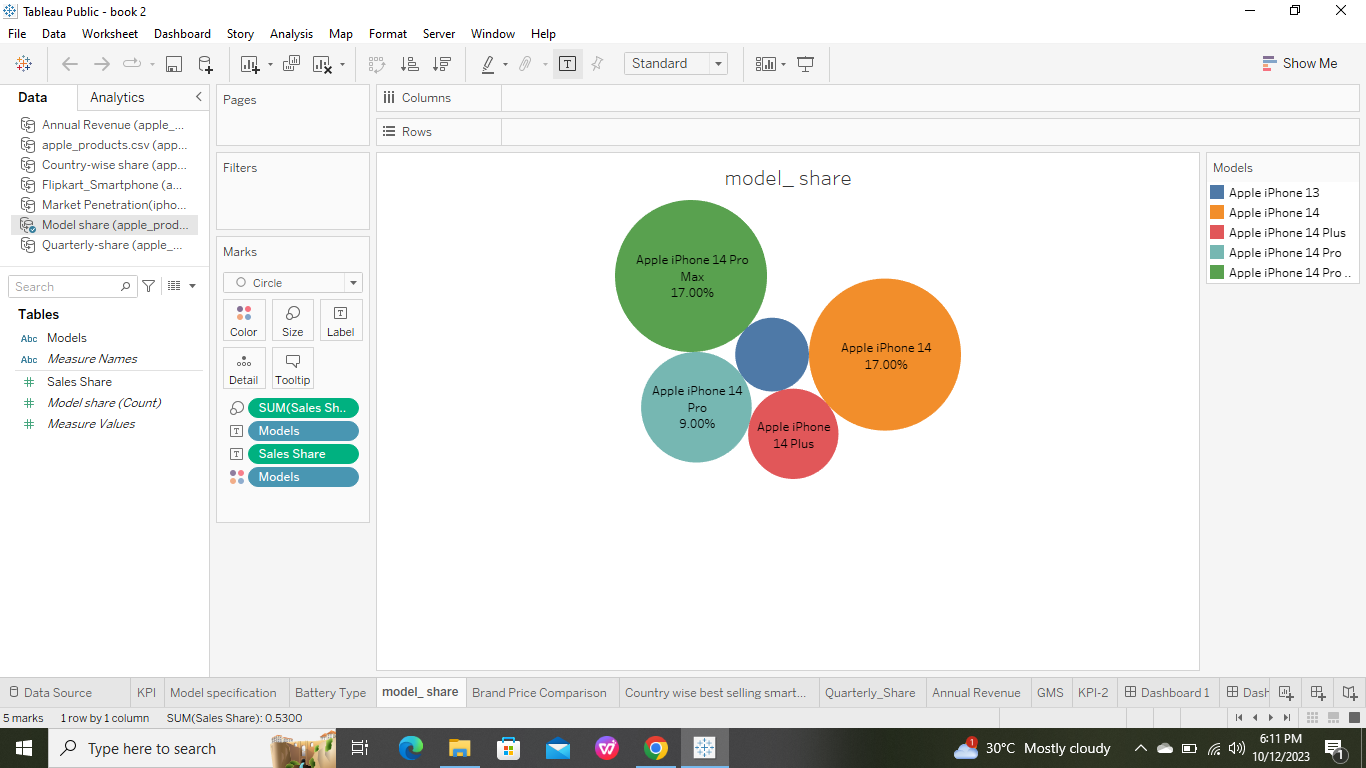 Tableau Public - book 2
File Data Worksheet Dashboard Story Analysis Map Format Server Window Help
Standard
Show Me
Data Analytics
Annual Revenue (apple_...
apple_products.csv (app...
Country-wise share (app...
Flipkart_Smartphone (a...
Market Penetration(ipho...
Model share (apple_prod...
Quarterly-share (apple_...
Search
Tables
Abc Models
Abc Measure Names
# Sales Share
# Model share (Count)
# Measure Values
Pages
Filters
Marks
Circle
Color Size Label
Detail Tooltip
SUM(Sales Sh..
Models
Sales Share
Models
Columns
Rows
model_ share
Apple iPhone 14 Pro
Max
17.00%
Apple iPhone 14
17.00%
Apple iPhone 14
Pro
9.00%
Apple iPhone
14 Plus
Models
Apple iPhone 13
Apple iPhone 14
Apple iPhone 14 Plus
Apple iPhone 14 Pro
Apple iPhone 14 Pro ..
Data Source KPI Model specification Battery Type model_ share Brand Price Comparison Country wise best selling smart... Quarterly_Share Annual Revenue GMS KPI-2 Dashboard 1 Dash
5 marks 1 row by 1 column SUM(Sales Share): 0.5300
Type here to search
1
30°C Mostly cloudy
6:11 PM
10/12/2023
1